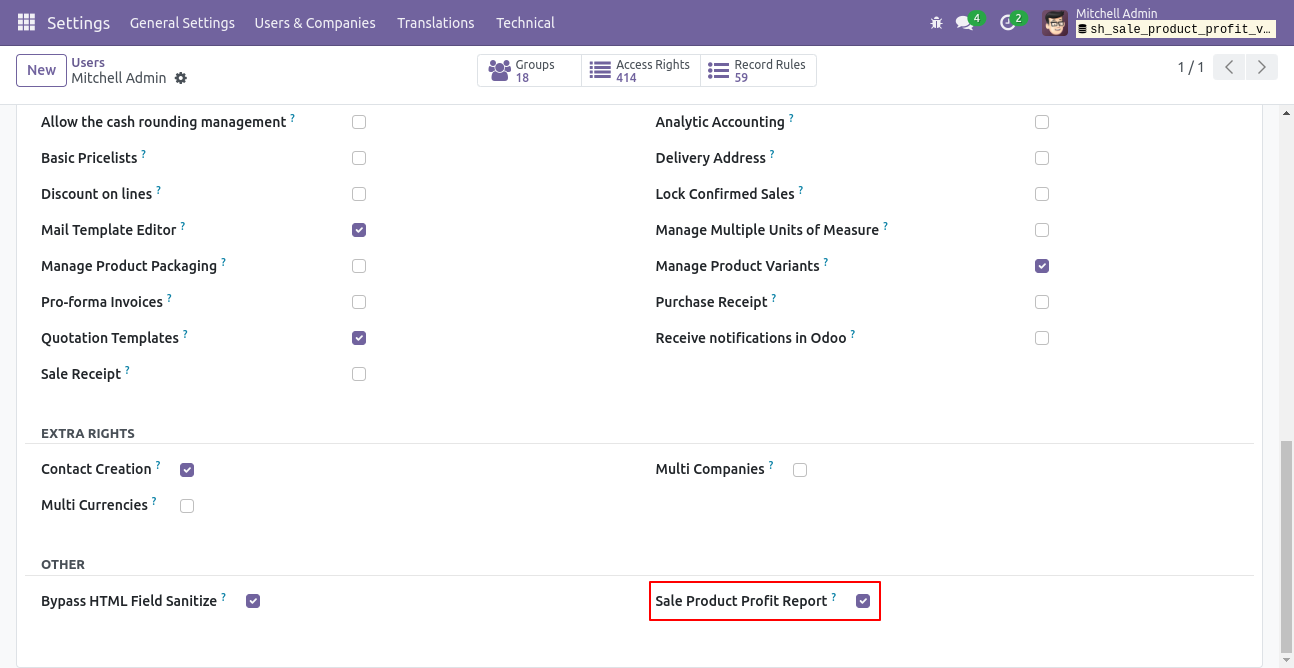 Settings General Settings Users & Companies Translations Technical 4 2 Mitchell Admin
sh_sale_product_profit_v...
New Users
Mitchell Admin
Groups 18 Access Rights 414 Record Rules 59 1 / 1
Allow the cash rounding management ? Analytic Accounting ?
Basic Pricelists ? Delivery Address ?
Discount on lines ? Lock Confirmed Sales ?
Mail Template Editor ? Manage Multiple Units of Measure ?
Manage Product Packaging ? Manage Product Variants ?
Pro-forma Invoices ? Purchase Receipt ?
Quotation Templates ? Receive notifications in Odoo ?
Sale Receipt ?
EXTRA RIGHTS
Contact Creation ? Multi Companies ?
Multi Currencies ?
OTHER
Bypass HTML Field Sanitize ? Sale Product Profit Report ?